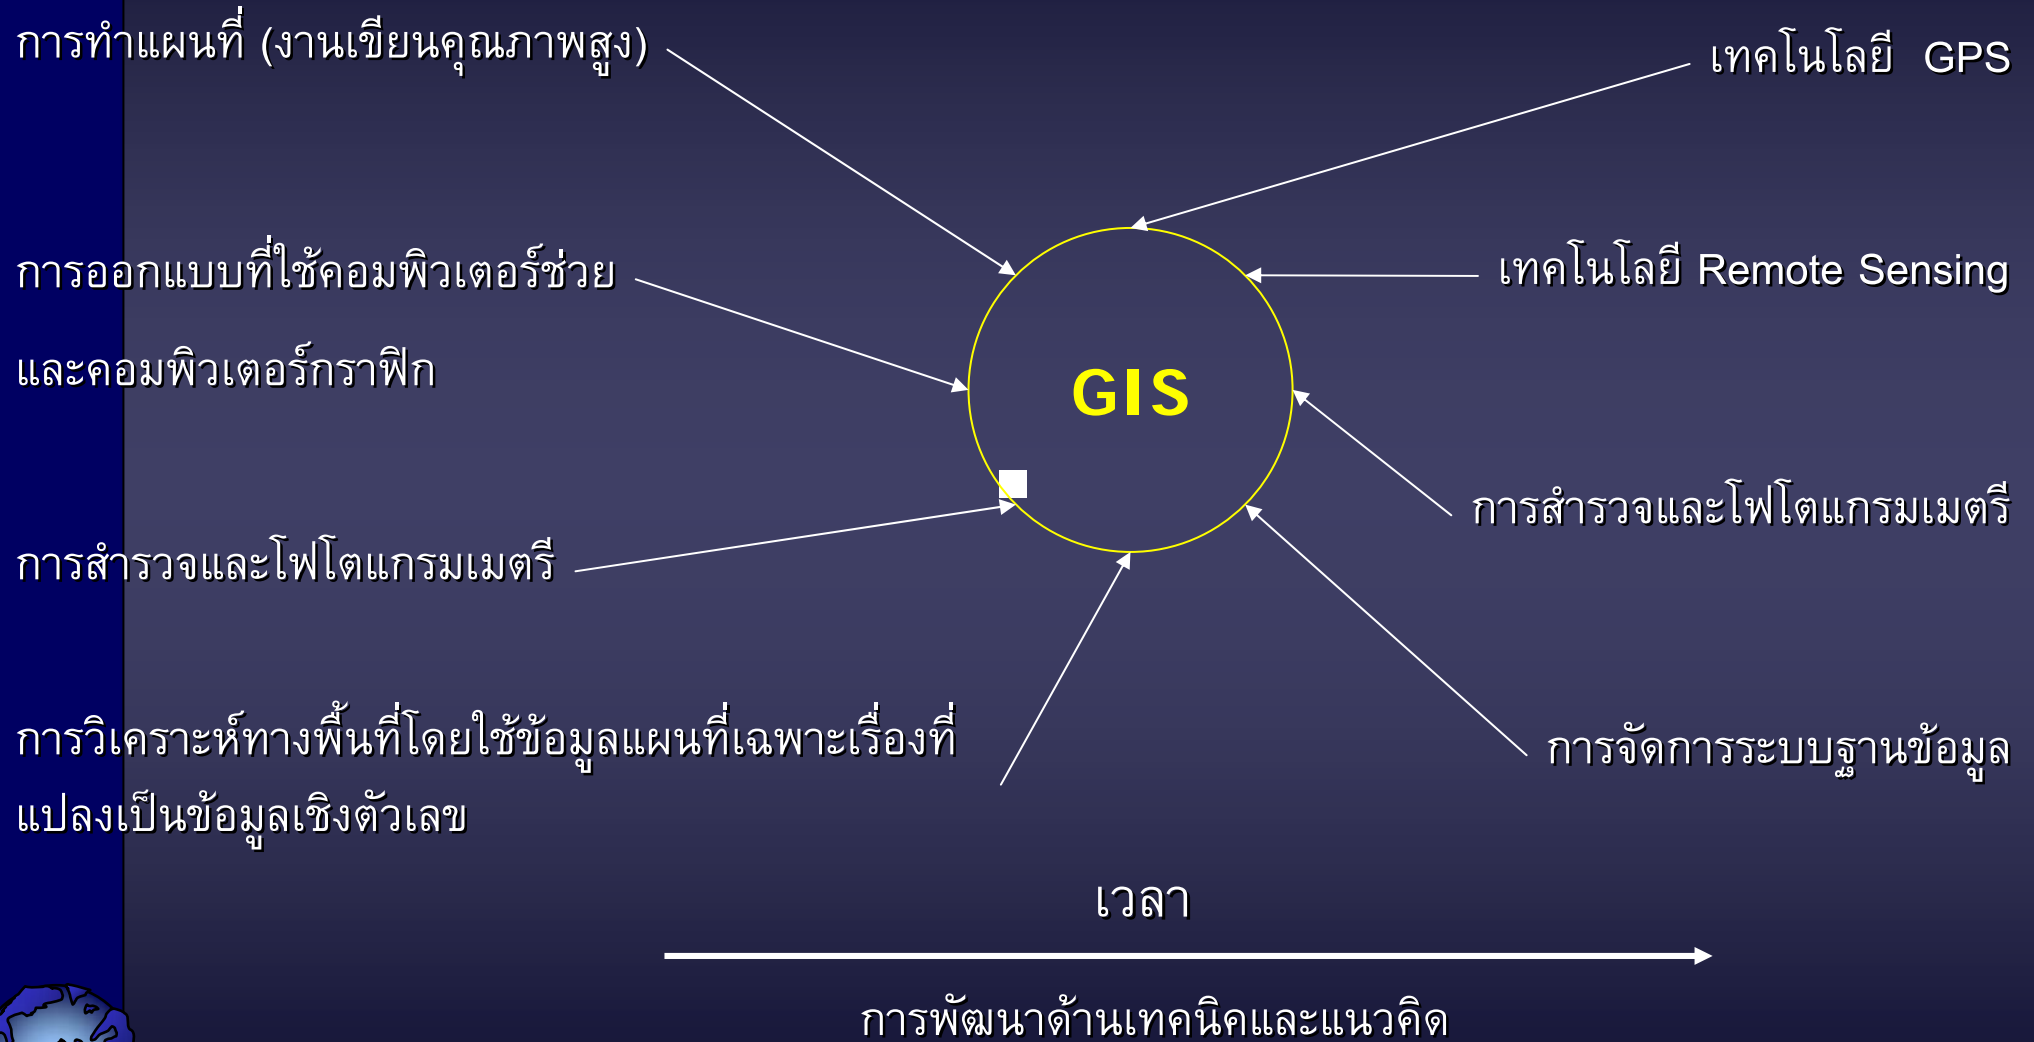 การทำแผนที่ (งานเขียนคุณภาพสูง)
เทคโนโลยี GPS
การออกแบบที่ใช้คอมพิวเตอร์ช่วย
และคอมพิวเตอร์กราฟิก
เทคโนโลยี Remote Sensing
GIS
การสำรวจและโฟโตแกรมเมตรี
การสำรวจและโฟโตแกรมเมตรี
การวิเคราะห์ทางพื้นที่โดยใช้ข้อมูลแผนที่เฉพาะเรื่องที่
แปลงเป็นข้อมูลเชิงตัวเลข
การจัดการระบบฐานข้อมูล
เวลา
การพัฒนาด้านเทคนิคและแนวคิด